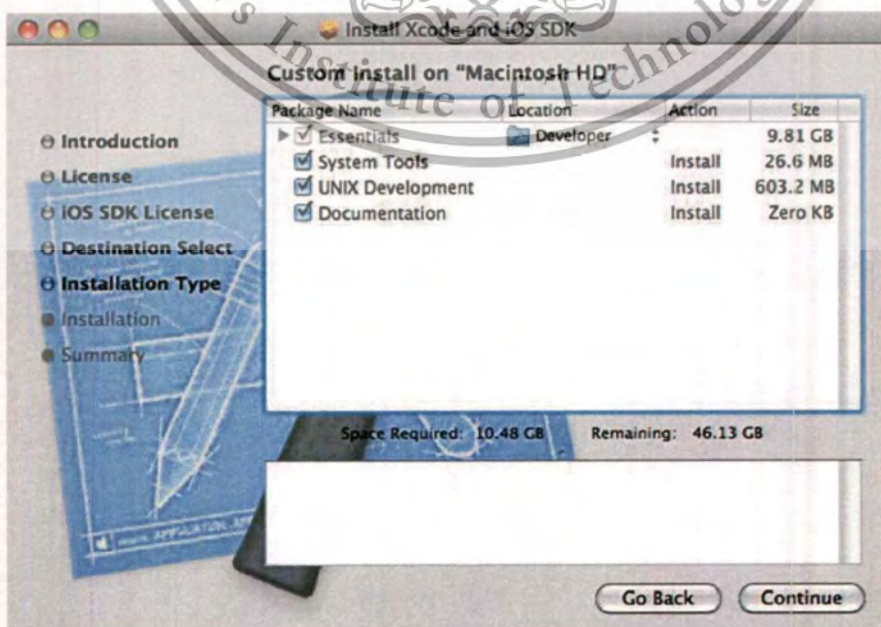 's Institute of Technolo
Install Xcode and iOS SDK
Custom Install on "Macintosh HD"
Package Name Location Action Size
Essentials Developer 9.81 GB
System Tools Install 26.6 MB
UNIX Development Install 603.2 MB
Documentation Install Zero KB
Introduction
License
iOS SDK License
Destination Select
Installation Type
Installation
Summary
Space Required: 10.48 GB Remaining: 46.13 GB
Go Back Continue